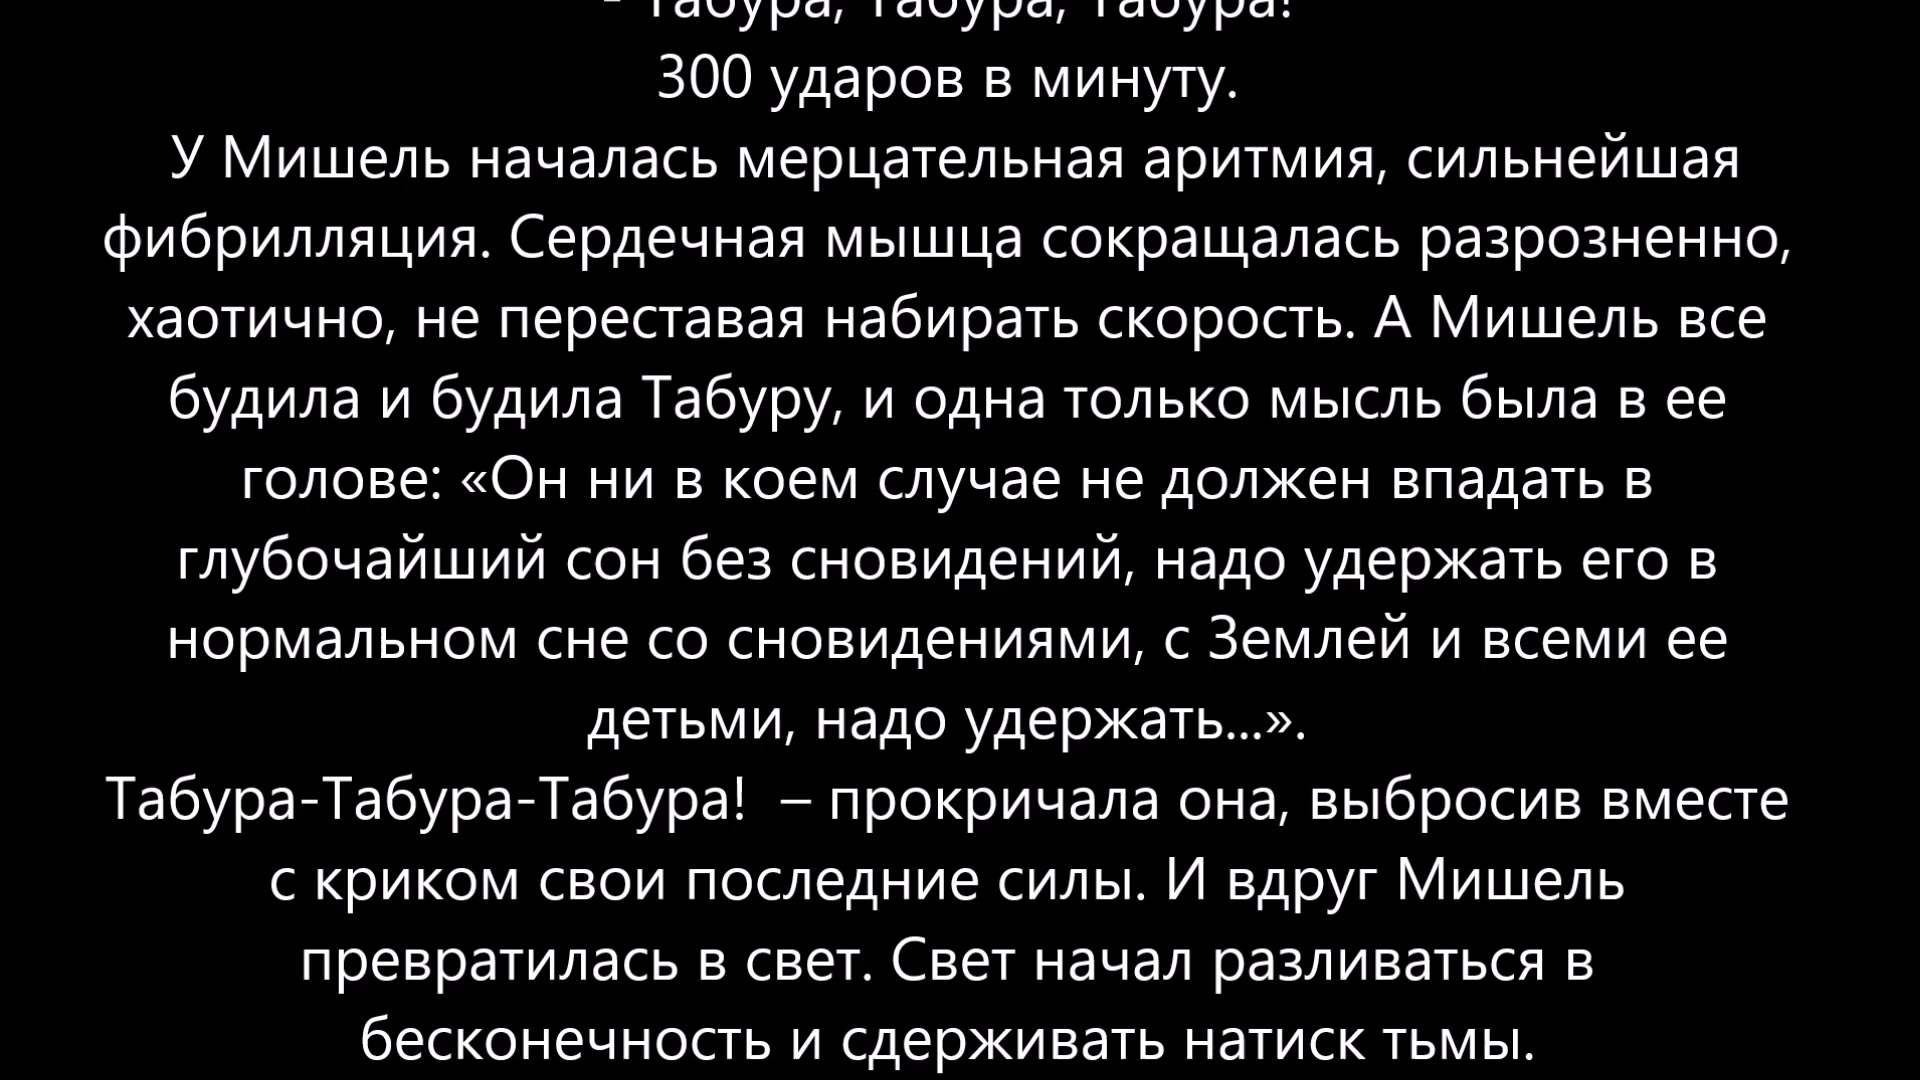 - Табура, Табура, Табура!
300 ударов в минуту.
У Мишель началась мерцательная аритмия, сильнейшая
фибрилляция. Сердечная мышца сокращалась разрозненно,
хаотично, не переставая набирать скорость. А Мишель все
будила и будила Табуру, и одна только мысль была в ее
голове: «Он ни в коем случае не должен впадать в
глубочайший сон без сновидений, надо удержать его в
нормальном сне со сновидениями, с Землей и всеми ее
детьми, надо удержать...».
Табура-Табура-Табура!  – прокричала она, выбросив вместе
с криком свои последние силы. И вдруг Мишель
превратилась в свет. Свет начал разливаться в
бесконечность и сдерживать натиск тьмы.